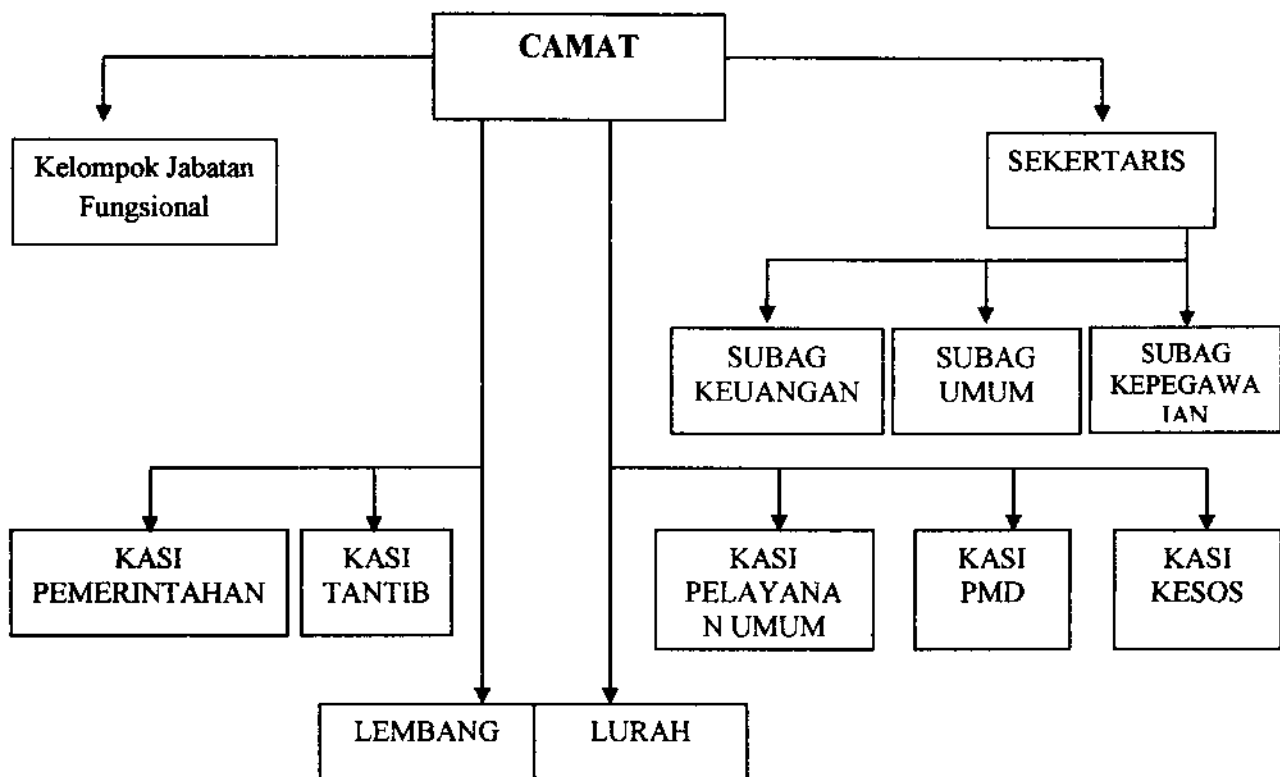 CAMAT
Kelompok Jabatan
Fungsional
SEKERTARIS
SUBAG
KEUANGAN
SUBAG
UMUM
SUBAG
KEPEGAWA
IAN
KASI
PEMERINTAHAN
KASI
TANTIB
KASI
PELAYANA
N UMUM
KASI
PMD
KASI
KESOS
LEMBANG
LURAH